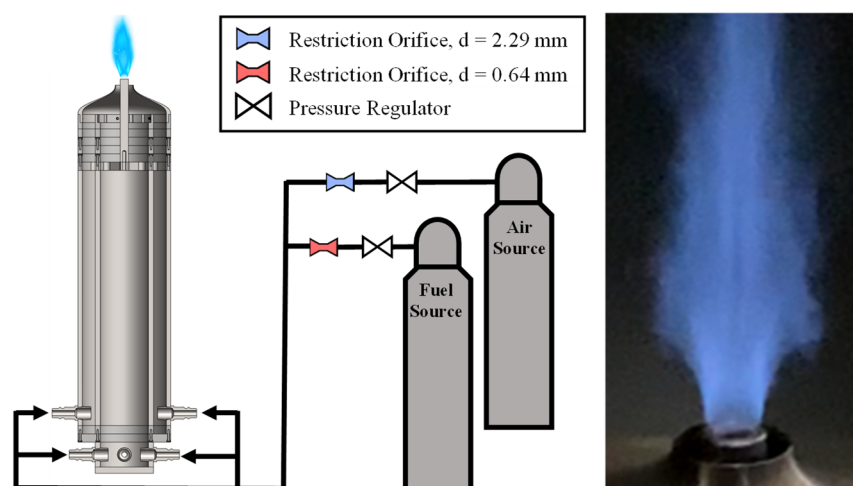 Restriction Orifice, d = 2.29 mm
Restriction Orifice, d = 0.64 mm
Pressure Regulator
Air
Source
Fuel
Source